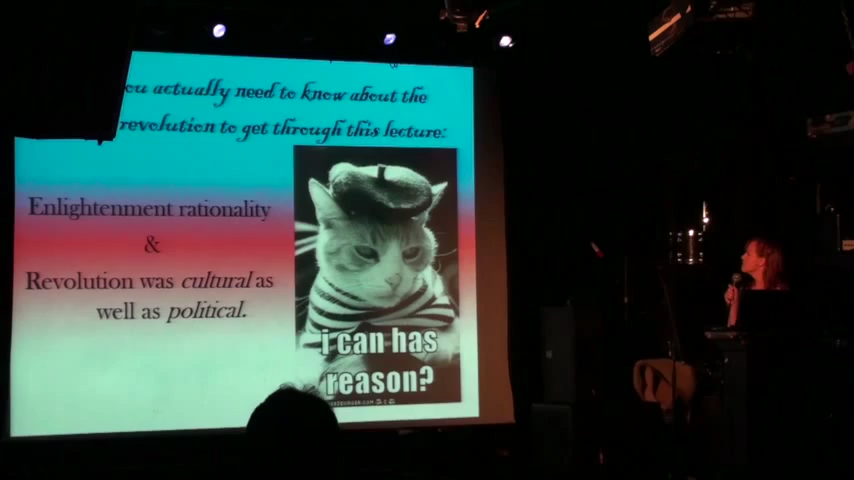 ou actually need to know about the
revolution to get through this lecture:
Enlightenment rationality
&
Revolution was cultural as
well as political.
i can has
reason?